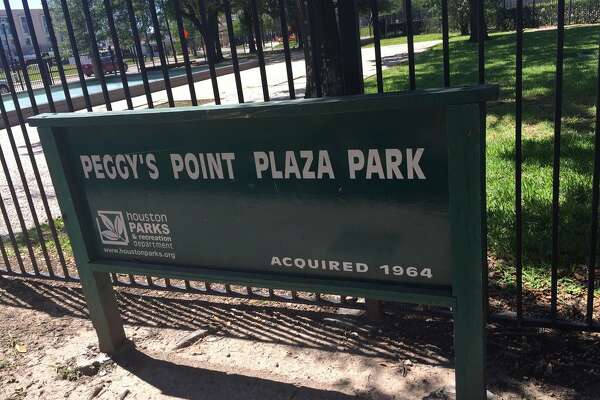 PEGGY'S POINT PLAZA PARK
houston
PARKS
& recreation
department
www.houstonparks.org
ACQUIRED 1964